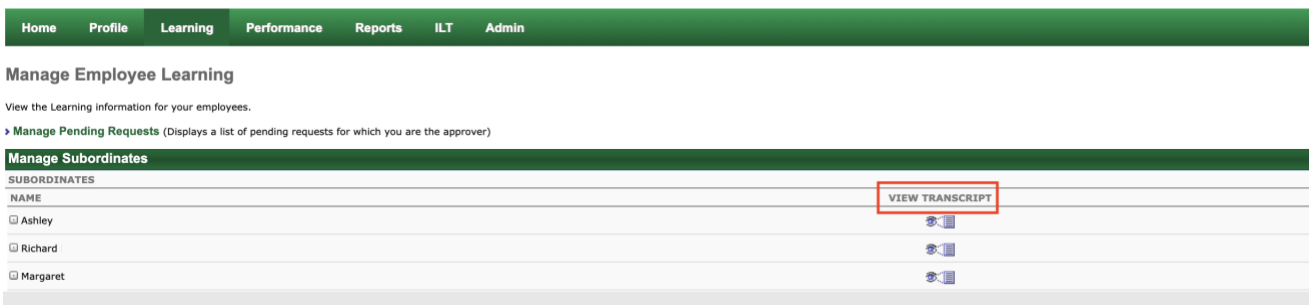 Home Profile Learning Performance Reports ILT Admin
Manage Employee Learning
View the Learning information for your employees.
Manage Pending Requests (Displays a list of pending requests for which you are the approver)
Manage Subordinates
SUBORDINATES
NAME VIEW TRANSCRIPT
Ashley
Richard
Margaret